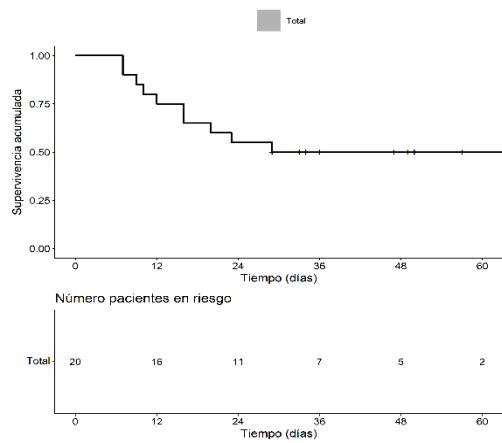 Total
Supervivencia acumulada
1.00
0.75
0.50
0.25
0.00
0 12 24 36 48 60
Tiempo (días)
Número pacientes en riesgo
Total 20 16 11 7 5 2
0 12 24 36 48 60
Tiempo (días)